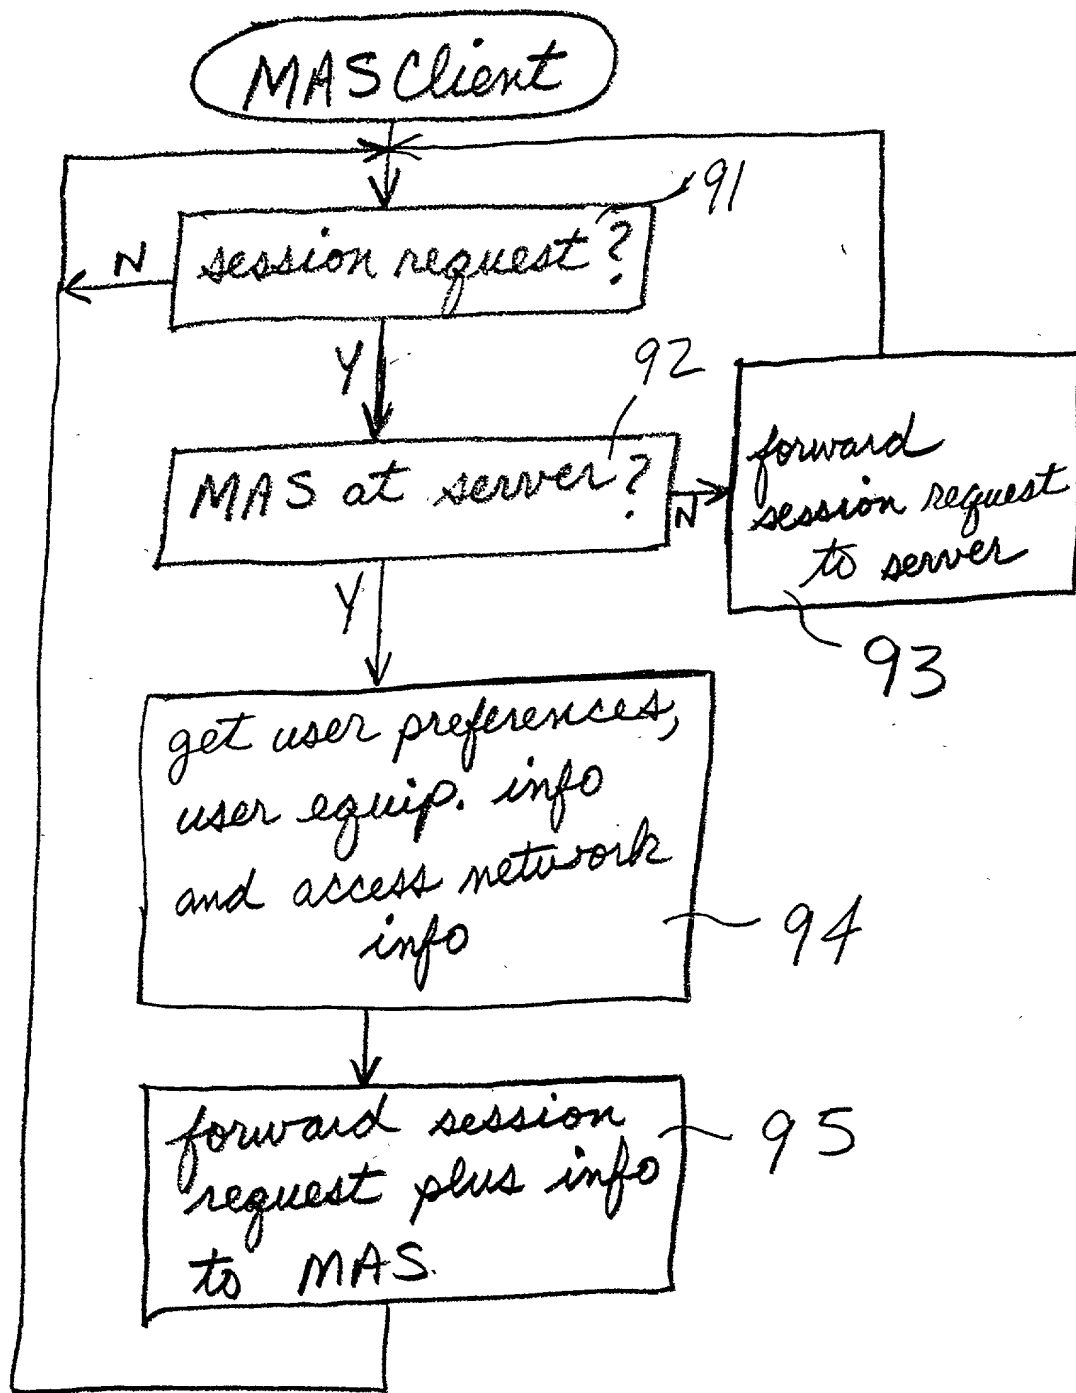 MAS Client
91
session request?
N
Y
92
MAS at server?
N
forward
session request
to server
93
Y
get user preferences,
user equip. info
and access network
info
94
forward session
request plus info
to MAS.
95